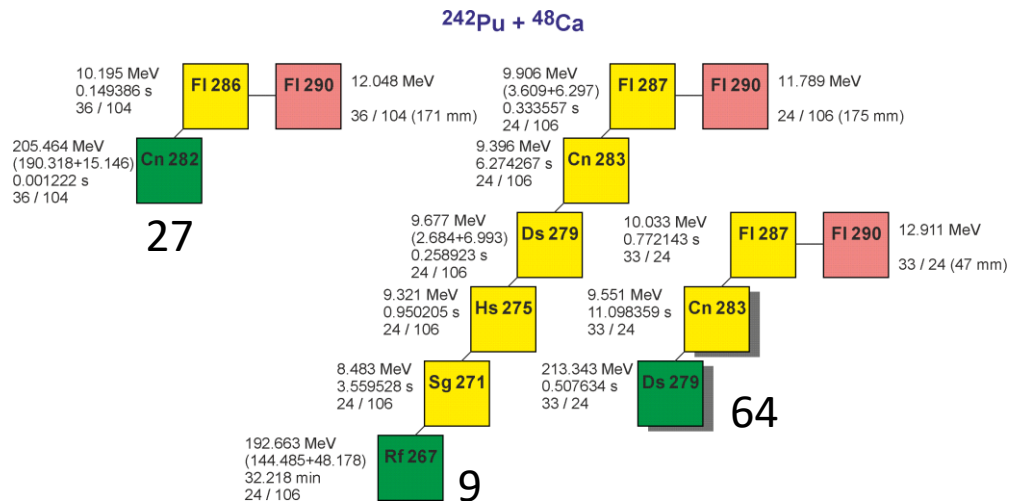 ²⁴²Pu + ⁴⁸Ca
10.195 MeV
0.149386 s
36 / 104
Fl 286
Fl 290
12.048 MeV
36 / 104 (171 mm)
205.464 MeV
(190.318+15.146)
0.001222 s
36 / 104
Cn 282
27
9.906 MeV
(3.609+6.297)
0.333557 s
24 / 106
Fl 287
Fl 290
11.789 MeV
24 / 106 (175 mm)
9.396 MeV
6.274267 s
24 / 106
Cn 283
9.677 MeV
(2.684+6.993)
0.258923 s
24 / 106
Ds 279
9.321 MeV
0.950205 s
24 / 106
Hs 275
8.483 MeV
3.559528 s
24 / 106
Sg 271
192.663 MeV
(144.485+48.178)
32.218 min
24 / 106
Rf 267
9
10.033 MeV
0.772143 s
33 / 24
Fl 287
Fl 290
12.911 MeV
33 / 24 (47 mm)
9.551 MeV
11.098359 s
33 / 24
Cn 283
213.343 MeV
0.507634 s
33 / 24
Ds 279
64